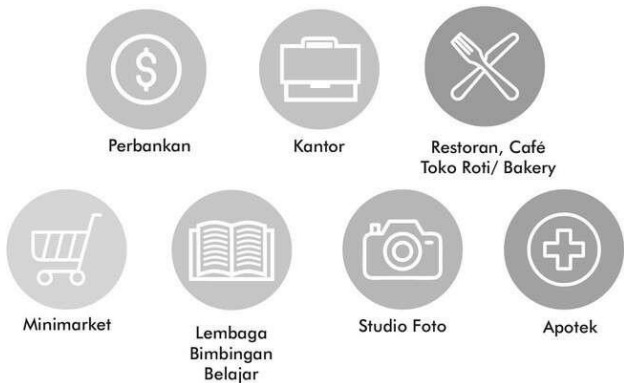 Perbankan
Kantor
Restoran, Café
Toko Roti/ Bakery
Minimarket
Lembaga
Bimbingan
Belajar
Studio Foto
Apotek